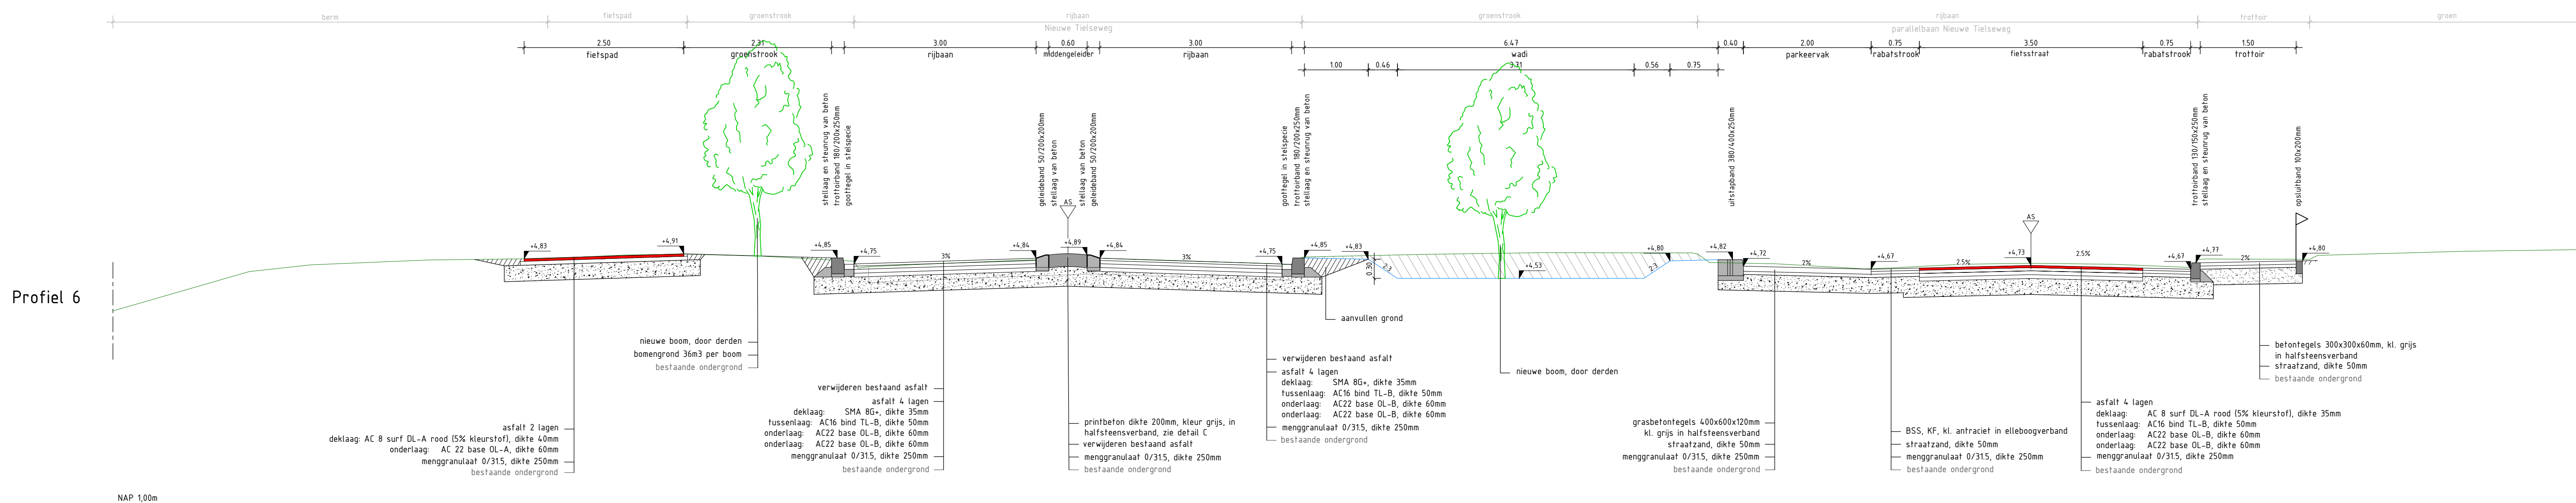 berm
fietspad
groenstrook
rijbaan
groenstrook
rijbaan
trottoir
groen
Nieuwe Tielseweg
parallelbaan Nieuwe Tielseweg
2.50
2.31
3.00
0.60
3.00
6.47
0.40
2.00
0.75
3.50
0.75
1.50
fietspad
groenstrook
rijbaan
middengeleider
rijbaan
wadi
parkeervak
rabatstrook
fietsstraat
rabatstrook
trottoir
1.00
0.46
3.71
0.56
0.75
stellaag en steunrug van beton
trottoirband 180/200x250mm
goottegel in stelspecie
geleideband 50/200x200mm
stellaag van beton
stellaag van beton
geleideband 50/200x200mm
goottegel in stelspecie
trottoirband 180/200x250mm
stellaag en steunrug van beton
uitstapband 380/400x250mm
trottoirband 130/150x250mm
stellaag en steunrug van beton
opsluitband 100x200mm
AS
AS
+4,83
+4,91
+4,85
+4,75
+4,84
+4,89
+4,84
+4,75
+4,85
+4,83
+4,53
+4,80
+4,82
+4,72
+4,67
+4,73
+4,67
+4,77
+4,80
3%
3%
0.30
2:3
2:3
2%
2.5%
2.5%
2%
Profiel 6
aanvullen grond
nieuwe boom, door derden
bomengrond 36m3 per boom
bestaande ondergrond
nieuwe boom, door derden
asfalt 2 lagen
deklaag: AC 8 surf DL-A rood (5% kleurstof), dikte 40mm
onderlaag: AC 22 base OL-A, dikte 60mm
menggranulaat 0/31.5, dikte 250mm
bestaande ondergrond
verwijderen bestaand asfalt
asfalt 4 lagen
deklaag: SMA 8G+, dikte 35mm
tussenlaag: AC16 bind TL-B, dikte 50mm
onderlaag: AC22 base OL-B, dikte 60mm
onderlaag: AC22 base OL-B, dikte 60mm
menggranulaat 0/31.5, dikte 250mm
bestaande ondergrond
printbeton dikte 200mm, kleur grijs, in
halfsteensverband, zie detail C
verwijderen bestaand asfalt
menggranulaat 0/31.5, dikte 250mm
bestaande ondergrond
verwijderen bestaand asfalt
asfalt 4 lagen
deklaag: SMA 8G+, dikte 35mm
tussenlaag: AC16 bind TL-B, dikte 50mm
onderlaag: AC22 base OL-B, dikte 60mm
onderlaag: AC22 base OL-B, dikte 60mm
menggranulaat 0/31.5, dikte 250mm
bestaande ondergrond
grasbetontegels 400x600x120mm
kl. grijs in halfsteensverband
straatzand, dikte 50mm
menggranulaat 0/31.5, dikte 250mm
bestaande ondergrond
BSS, KF, kl. antraciet in elleboogverband
straatzand, dikte 50mm
menggranulaat 0/31.5, dikte 250mm
bestaande ondergrond
asfalt 4 lagen
deklaag: AC 8 surf DL-A rood (5% kleurstof), dikte 35mm
tussenlaag: AC16 bind TL-B, dikte 50mm
onderlaag: AC22 base OL-B, dikte 60mm
onderlaag: AC22 base OL-B, dikte 60mm
menggranulaat 0/31.5, dikte 250mm
bestaande ondergrond
betontegels 300x300x60mm, kl. grijs
in halfsteensverband
straatzand, dikte 50mm
bestaande ondergrond
NAP 1,00m